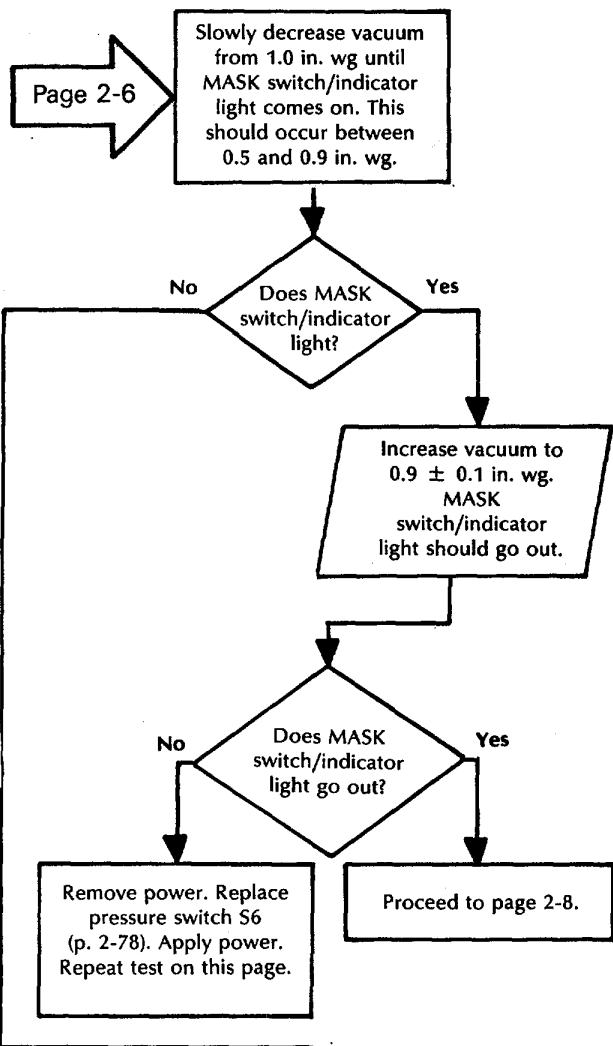 Page 2-6
Slowly decrease vacuum
from 1.0 in. wg until
MASK switch/indicator
light comes on. This
should occur between
0.5 and 0.9 in. wg.
No
Does MASK
switch/indicator
light?
Yes
Increase vacuum to
0.9 ± 0.1 in. wg.
MASK
switch/indicator
light should go out.
No
Does MASK
switch/indicator
light go out?
Yes
Remove power. Replace
pressure switch S6
(p. 2-78). Apply power.
Repeat test on this page.
Proceed to page 2-8.